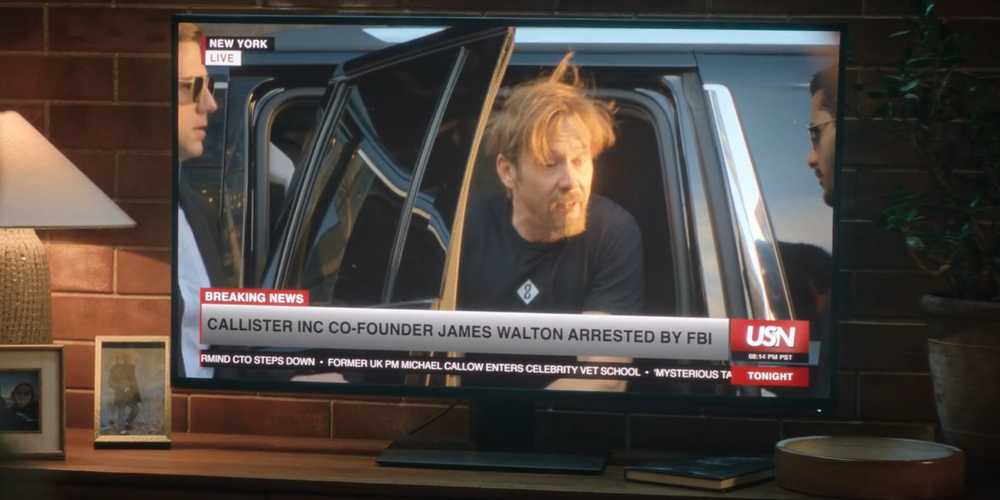 NEW YORK
LIVE
BREAKING NEWS
CALLISTER INC CO-FOUNDER JAMES WALTON ARRESTED BY FBI
USN
08:14 PM PST
RMIND CTO STEPS DOWN • FORMER UK PM MICHAEL CALLOW ENTERS CELEBRITY VET SCHOOL • 'MYSTERIOUS TA
TONIGHT